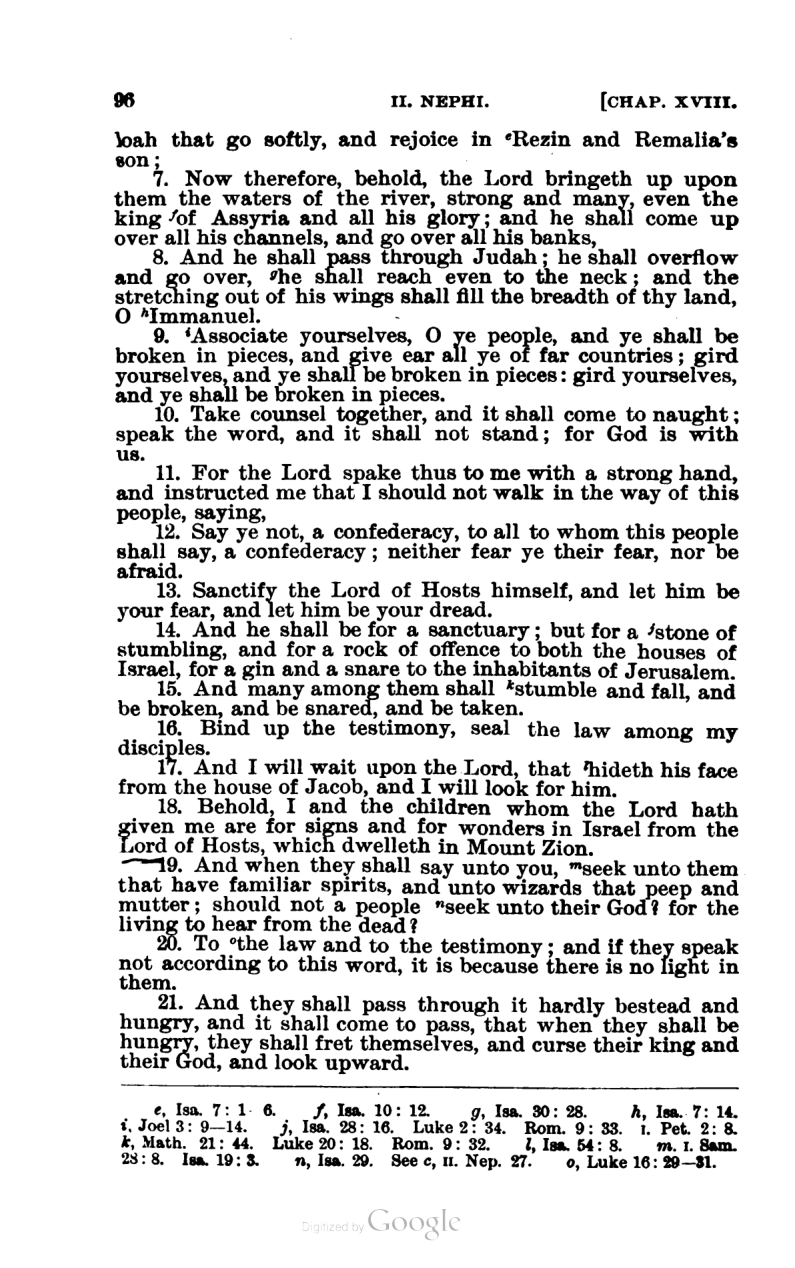 96 II. NEPHI. [CHAP. XVIII.
loah that go softly, and rejoice in eRezin and Remalia's
son;
7. Now therefore, behold, the Lord bringeth up upon
them the waters of the river, strong and many, even the
king fof Assyria and all his glory; and he shall come up
over all his channels, and go over all his banks,
8. And he shall pass through Judah; he shall overflow
and go over, ghe shall reach even to the neck; and the
stretching out of his wings shall fill the breadth of thy land,
O hImmanuel.
9. iAssociate yourselves, O ye people, and ye shall be
broken in pieces, and give ear all ye of far countries; gird
yourselves, and ye shall be broken in pieces: gird yourselves,
and ye shall be broken in pieces.
10. Take counsel together, and it shall come to naught;
speak the word, and it shall not stand; for God is with
us.
11. For the Lord spake thus to me with a strong hand,
and instructed me that I should not walk in the way of this
people, saying,
12. Say ye not, a confederacy, to all to whom this people
shall say, a confederacy; neither fear ye their fear, nor be
afraid.
13. Sanctify the Lord of Hosts himself, and let him be
your fear, and let him be your dread.
14. And he shall be for a sanctuary; but for a jstone of
stumbling, and for a rock of offence to both the houses of
Israel, for a gin and a snare to the inhabitants of Jerusalem.
15. And many among them shall kstumble and fall, and
be broken, and be snared, and be taken.
16. Bind up the testimony, seal the law among my
disciples.
17. And I will wait upon the Lord, that lhideth his face
from the house of Jacob, and I will look for him.
18. Behold, I and the children whom the Lord hath
given me are for signs and for wonders in Israel from the
Lord of Hosts, which dwelleth in Mount Zion.
19. And when they shall say unto you, mseek unto them
that have familiar spirits, and unto wizards that peep and
mutter; should not a people nseek unto their God? for the
living to hear from the dead?
20. To othe law and to the testimony; and if they speak
not according to this word, it is because there is no light in
them.
21. And they shall pass through it hardly bestead and
hungry, and it shall come to pass, that when they shall be
hungry, they shall fret themselves, and curse their king and
their God, and look upward.
e, Isa. 7: 1-6. f, Isa. 10: 12. g, Isa. 30: 28. h, Isa. 7: 14.
i, Joel 3: 9—14. j, Isa. 28: 16. Luke 2: 34. Rom. 9: 33. I. Pet. 2: 8.
k, Math. 21: 44. Luke 20: 18. Rom. 9: 32. l, Isa. 54: 8. m. I. Sam.
28: 8. Isa. 19: 3. n, Isa. 29. See c, II. Nep. 27. o, Luke 16: 29—31.
Digitized by Google